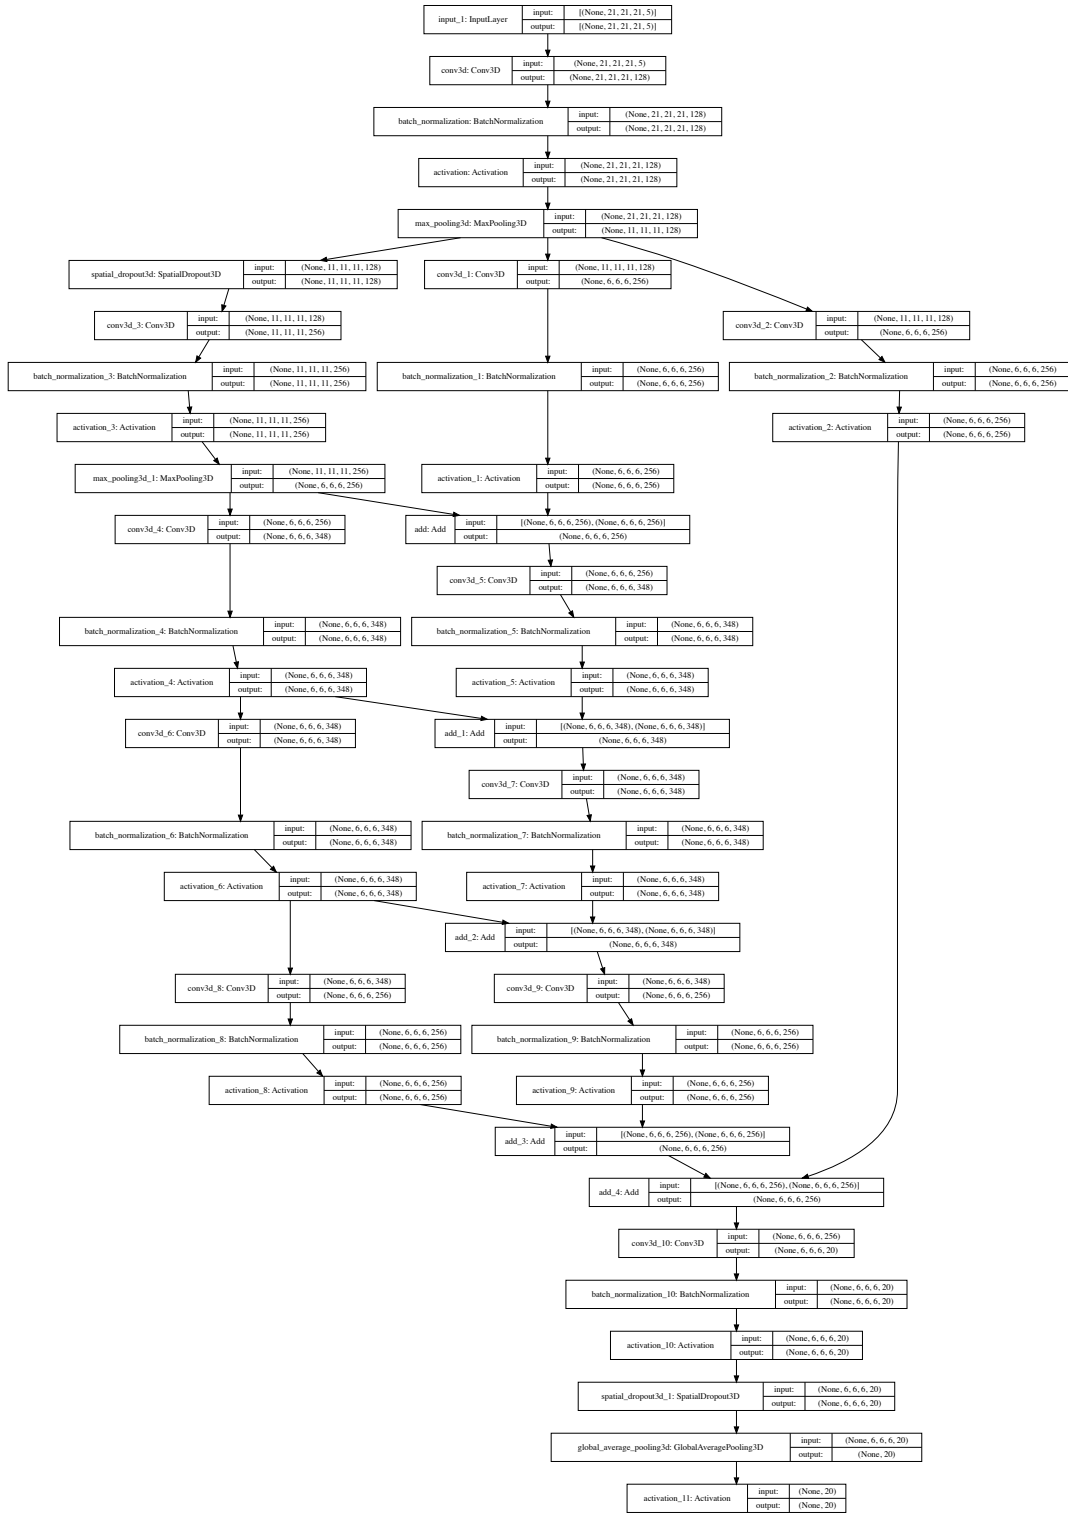 input_1: InputLayer input: [(None, 21, 21, 21, 5)]
output: [(None, 21, 21, 21, 5)]
conv3d: Conv3D input: (None, 21, 21, 21, 5)
output: (None, 21, 21, 21, 128)
batch_normalization: BatchNormalization input: (None, 21, 21, 21, 128)
output: (None, 21, 21, 21, 128)
activation: Activation input: (None, 21, 21, 21, 128)
output: (None, 21, 21, 21, 128)
max_pooling3d: MaxPooling3D input: (None, 21, 21, 21, 128)
output: (None, 11, 11, 11, 128)
spatial_dropout3d: SpatialDropout3D input: (None, 11, 11, 11, 128)
output: (None, 11, 11, 11, 128)
conv3d_1: Conv3D input: (None, 11, 11, 11, 128)
output: (None, 6, 6, 6, 256)
conv3d_3: Conv3D input: (None, 11, 11, 11, 128)
output: (None, 11, 11, 11, 256)
conv3d_2: Conv3D input: (None, 11, 11, 11, 128)
output: (None, 6, 6, 6, 256)
batch_normalization_3: BatchNormalization input: (None, 11, 11, 11, 256)
output: (None, 11, 11, 11, 256)
batch_normalization_1: BatchNormalization input: (None, 6, 6, 6, 256)
output: (None, 6, 6, 6, 256)
batch_normalization_2: BatchNormalization input: (None, 6, 6, 6, 256)
output: (None, 6, 6, 6, 256)
activation_3: Activation input: (None, 11, 11, 11, 256)
output: (None, 11, 11, 11, 256)
activation_2: Activation input: (None, 6, 6, 6, 256)
output: (None, 6, 6, 6, 256)
max_pooling3d_1: MaxPooling3D input: (None, 11, 11, 11, 256)
output: (None, 6, 6, 6, 256)
activation_1: Activation input: (None, 6, 6, 6, 256)
output: (None, 6, 6, 6, 256)
conv3d_4: Conv3D input: (None, 6, 6, 6, 256)
output: (None, 6, 6, 6, 348)
add: Add input: [(None, 6, 6, 6, 256), (None, 6, 6, 6, 256)]
output: (None, 6, 6, 6, 256)
conv3d_5: Conv3D input: (None, 6, 6, 6, 256)
output: (None, 6, 6, 6, 348)
batch_normalization_4: BatchNormalization input: (None, 6, 6, 6, 348)
output: (None, 6, 6, 6, 348)
batch_normalization_5: BatchNormalization input: (None, 6, 6, 6, 348)
output: (None, 6, 6, 6, 348)
activation_4: Activation input: (None, 6, 6, 6, 348)
output: (None, 6, 6, 6, 348)
activation_5: Activation input: (None, 6, 6, 6, 348)
output: (None, 6, 6, 6, 348)
conv3d_6: Conv3D input: (None, 6, 6, 6, 348)
output: (None, 6, 6, 6, 348)
add_1: Add input: [(None, 6, 6, 6, 348), (None, 6, 6, 6, 348)]
output: (None, 6, 6, 6, 348)
conv3d_7: Conv3D input: (None, 6, 6, 6, 348)
output: (None, 6, 6, 6, 348)
batch_normalization_6: BatchNormalization input: (None, 6, 6, 6, 348)
output: (None, 6, 6, 6, 348)
batch_normalization_7: BatchNormalization input: (None, 6, 6, 6, 348)
output: (None, 6, 6, 6, 348)
activation_6: Activation input: (None, 6, 6, 6, 348)
output: (None, 6, 6, 6, 348)
activation_7: Activation input: (None, 6, 6, 6, 348)
output: (None, 6, 6, 6, 348)
add_2: Add input: [(None, 6, 6, 6, 348), (None, 6, 6, 6, 348)]
output: (None, 6, 6, 6, 348)
conv3d_8: Conv3D input: (None, 6, 6, 6, 348)
output: (None, 6, 6, 6, 256)
conv3d_9: Conv3D input: (None, 6, 6, 6, 348)
output: (None, 6, 6, 6, 256)
batch_normalization_8: BatchNormalization input: (None, 6, 6, 6, 256)
output: (None, 6, 6, 6, 256)
batch_normalization_9: BatchNormalization input: (None, 6, 6, 6, 256)
output: (None, 6, 6, 6, 256)
activation_8: Activation input: (None, 6, 6, 6, 256)
output: (None, 6, 6, 6, 256)
activation_9: Activation input: (None, 6, 6, 6, 256)
output: (None, 6, 6, 6, 256)
add_3: Add input: [(None, 6, 6, 6, 256), (None, 6, 6, 6, 256)]
output: (None, 6, 6, 6, 256)
add_4: Add input: [(None, 6, 6, 6, 256), (None, 6, 6, 6, 256)]
output: (None, 6, 6, 6, 256)
conv3d_10: Conv3D input: (None, 6, 6, 6, 256)
output: (None, 6, 6, 6, 20)
batch_normalization_10: BatchNormalization input: (None, 6, 6, 6, 20)
output: (None, 6, 6, 6, 20)
activation_10: Activation input: (None, 6, 6, 6, 20)
output: (None, 6, 6, 6, 20)
spatial_dropout3d_1: SpatialDropout3D input: (None, 6, 6, 6, 20)
output: (None, 6, 6, 6, 20)
global_average_pooling3d: GlobalAveragePooling3D input: (None, 6, 6, 6, 20)
output: (None, 20)
activation_11: Activation input: (None, 20)
output: (None, 20)